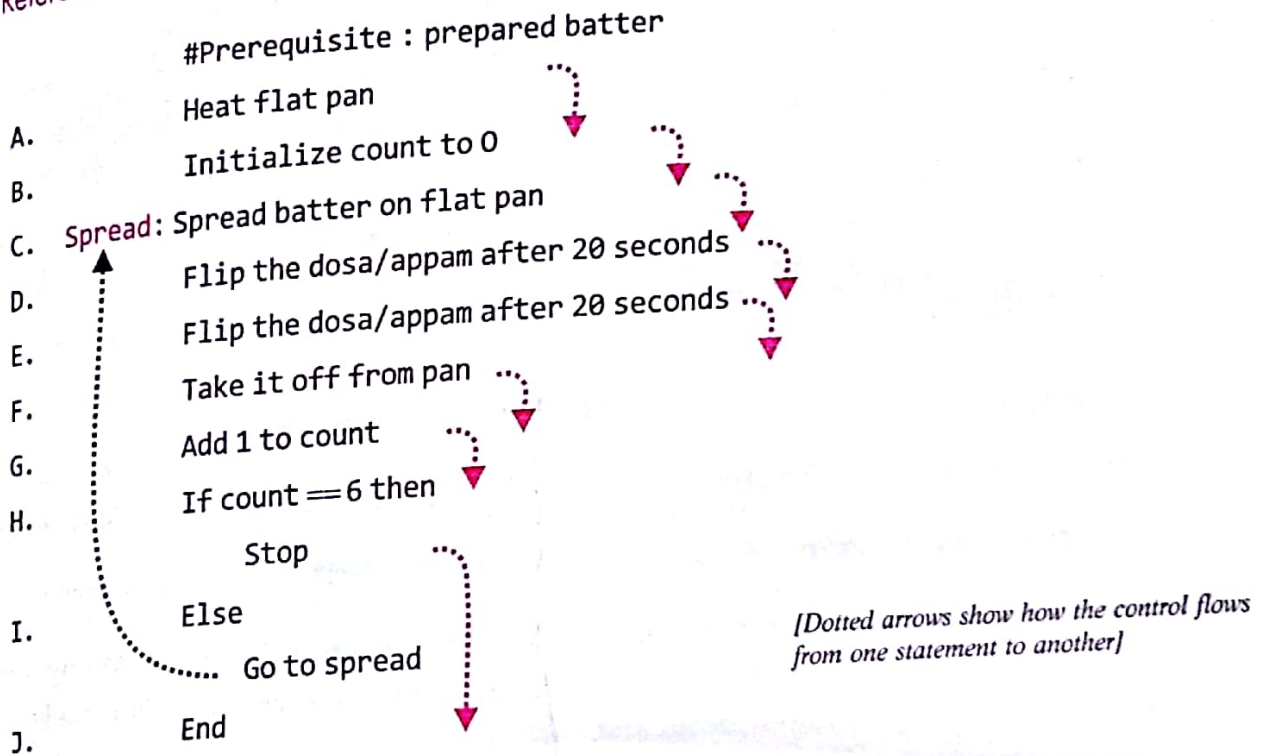 #Prerequisite : prepared batter
A. Heat flat pan
B. Initialize count to 0
C. Spread: Spread batter on flat pan
D. Flip the dosa/appam after 20 seconds
E. Flip the dosa/appam after 20 seconds
F. Take it off from pan
G. Add 1 to count
H. If count == 6 then
Stop
I. Else
Go to spread
J. End
[Dotted arrows show how the control flows
from one statement to another]